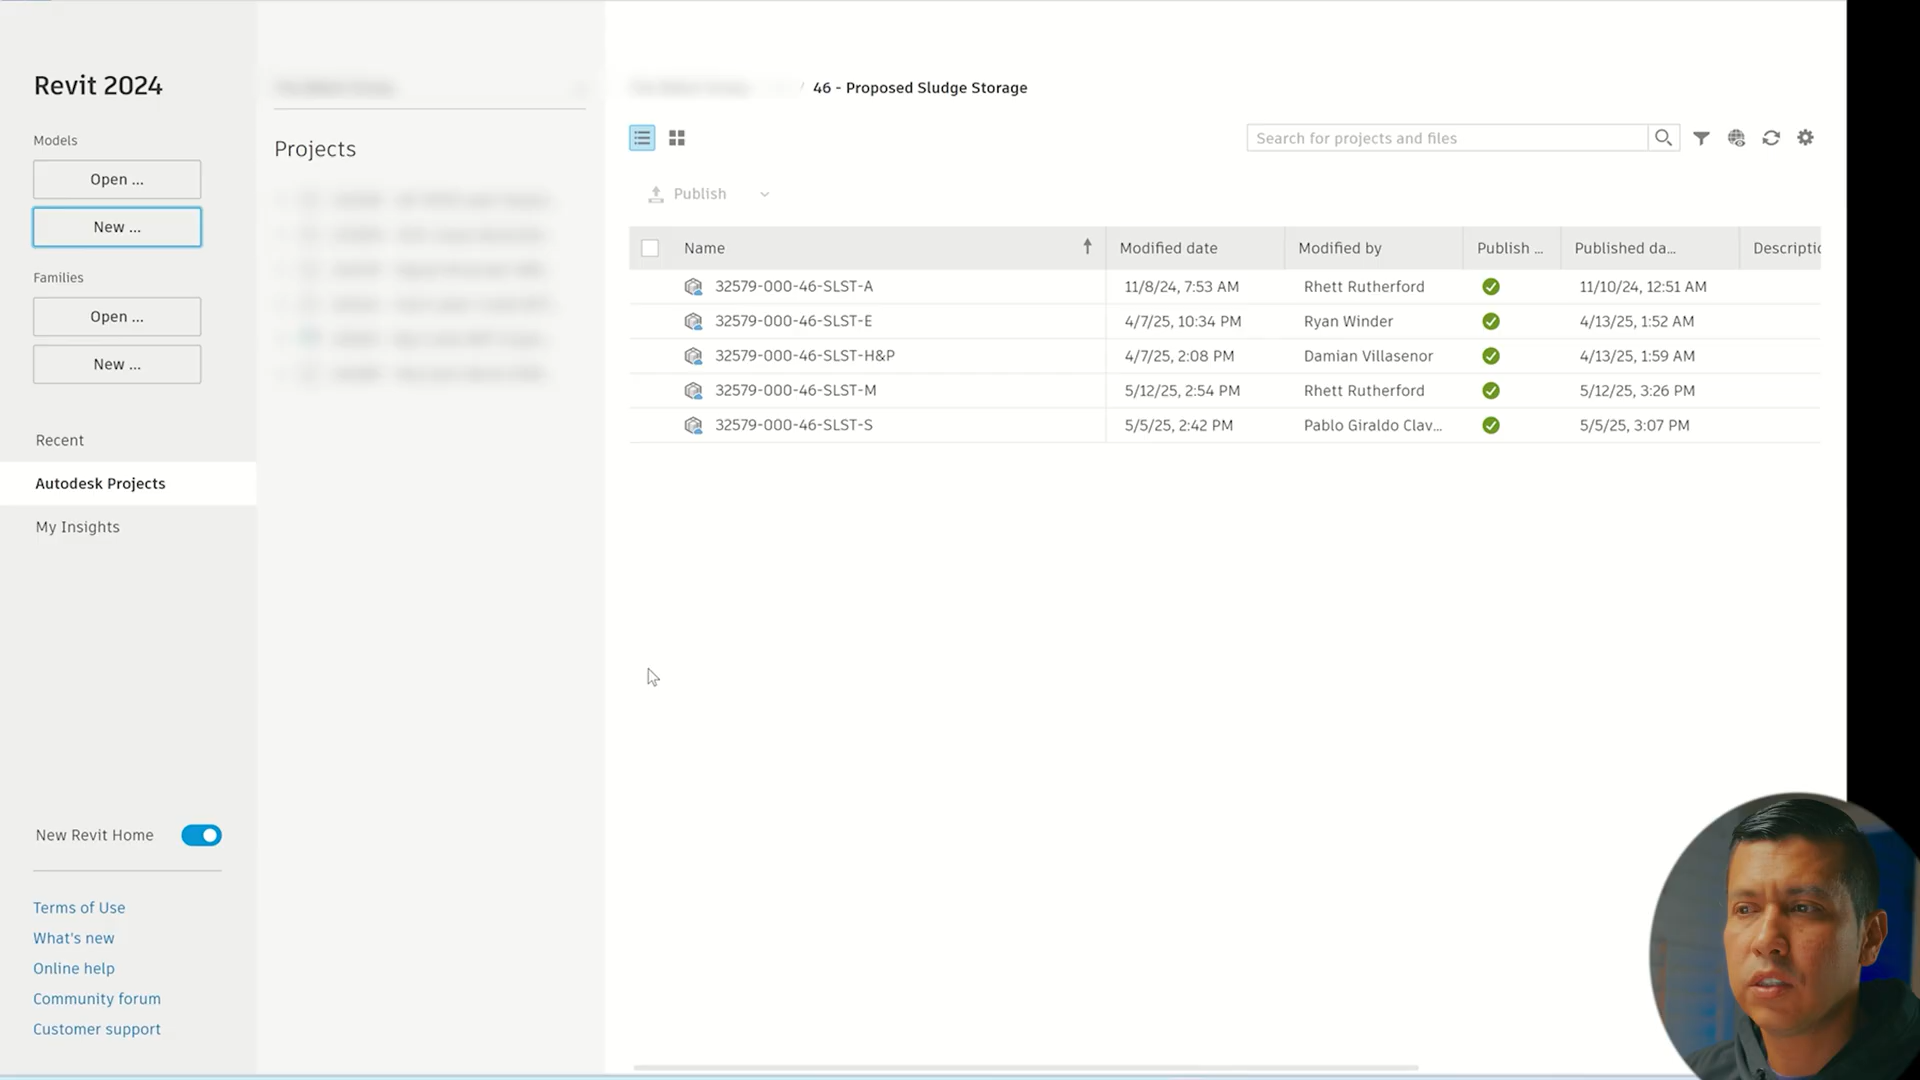 Revit 2024
Models
Open ...
New ...
Families
Open ...
New ...
Recent
Autodesk Projects
My Insights
New Revit Home
Terms of Use
What's new
Online help
Community forum
Customer support
Projects
/ 46 - Proposed Sludge Storage
Search for projects and files
Publish
Name Modified date Modified by Publish ... Published da... Descriptio
32579-000-46-SLST-A 11/8/24, 7:53 AM Rhett Rutherford 11/10/24, 12:51 AM
32579-000-46-SLST-E 4/7/25, 10:34 PM Ryan Winder 4/13/25, 1:52 AM
32579-000-46-SLST-H&P 4/7/25, 2:08 PM Damian Villasenor 4/13/25, 1:59 AM
32579-000-46-SLST-M 5/12/25, 2:54 PM Rhett Rutherford 5/12/25, 3:26 PM
32579-000-46-SLST-S 5/5/25, 2:42 PM Pablo Giraldo Clav... 5/5/25, 3:07 PM